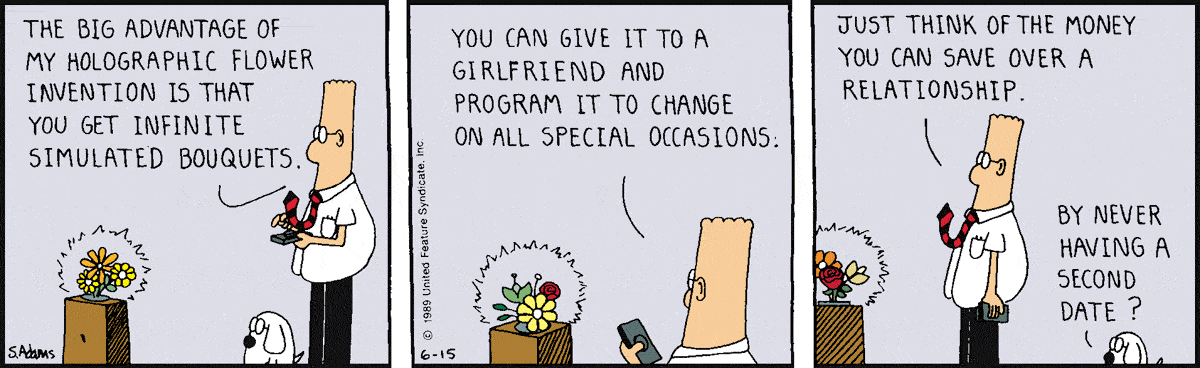 THE BIG ADVANTAGE OF
MY HOLOGRAPHIC FLOWER
INVENTION IS THAT
YOU GET INFINITE
SIMULATED BOUQUETS.
S.Adams
YOU CAN GIVE IT TO A
GIRLFRIEND AND
PROGRAM IT TO CHANGE
ON ALL SPECIAL OCCASIONS:
© 1989 United Feature Syndicate, Inc.
6-15
JUST THINK OF THE MONEY
YOU CAN SAVE OVER A
RELATIONSHIP.
BY NEVER
HAVING A
SECOND
DATE?